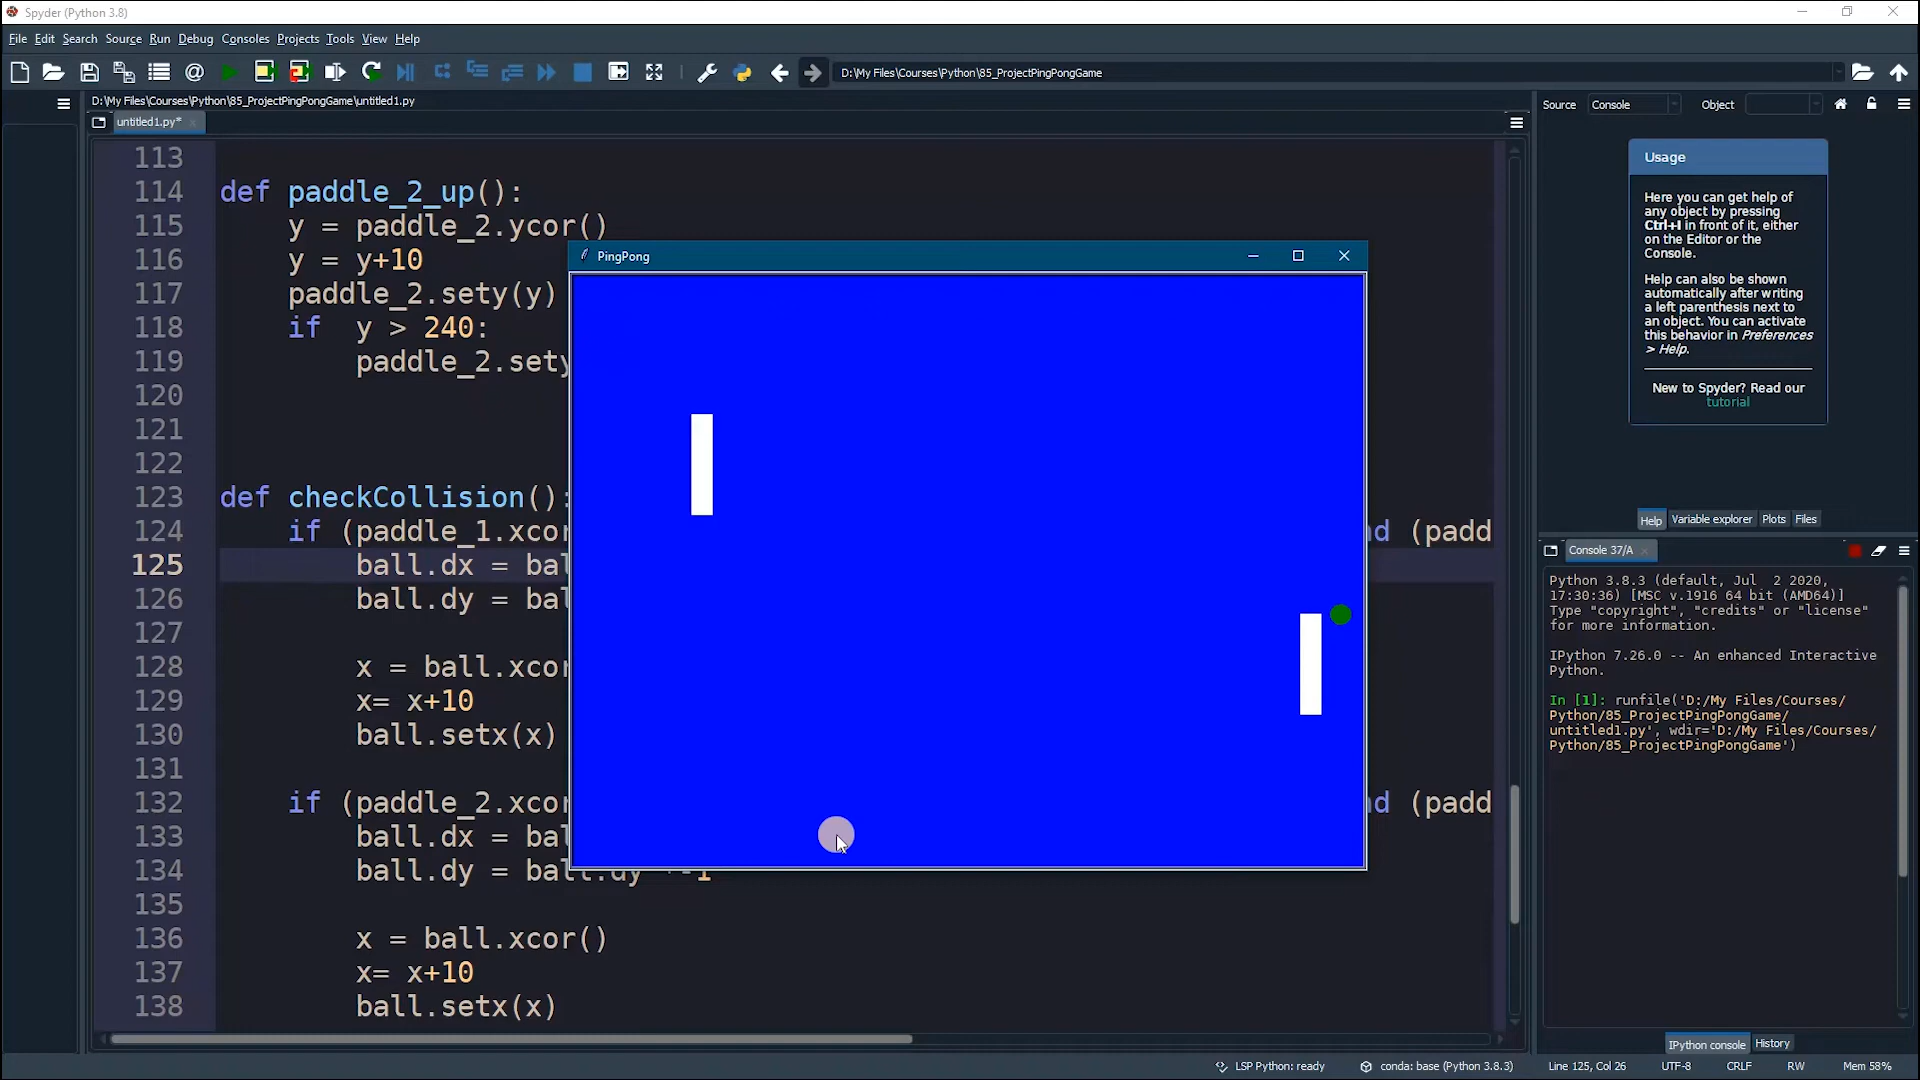 Spyder (Python 3.8)
File Edit Search Source Run Debug Consoles Projects Tools View Help
D:\My Files\Courses\Python\85_ProjectPingPongGame
D:\My Files\Courses\Python\85_ProjectPingPongGame\untitled1.py
untitled1.py*
113
114 def paddle_2_up():
115 y = paddle_2.ycor()
116 y = y+10
117 paddle_2.sety(y)
118 if  y > 240:
119 paddle_2.sety
120
121
122
123 def checkCollision():
124 if (paddle_1.xcor nd (padd
125 ball.dx = bal
126 ball.dy = bal
127
128 x = ball.xcor
129 x= x+10
130 ball.setx(x)
131
132 if (paddle_2.xcor nd (padd
133 ball.dx = bal
134 ball.dy = ball.dy *-1
135
136 x = ball.xcor()
137 x= x+10
138 ball.setx(x)
PingPong
Source Console Object
Usage
Here you can get help of
any object by pressing
Ctrl+I in front of it, either
on the Editor or the
Console.
Help can also be shown
automatically after writing
a left parenthesis next to
an object. You can activate
this behavior in Preferences
> Help.
New to Spyder? Read our
tutorial
Help Variable explorer Plots Files
Console 37/A
Python 3.8.3 (default, Jul  2 2020,
17:30:36) [MSC v.1916 64 bit (AMD64)]
Type "copyright", "credits" or "license"
for more information.
IPython 7.26.0 -- An enhanced Interactive
Python.
In [1]: runfile('D:/My Files/Courses/
Python/85_ProjectPingPongGame/
untitled1.py', wdir='D:/My Files/Courses/
Python/85_ProjectPingPongGame')
IPython console History
LSP Python: ready conda: base (Python 3.8.3) Line 125, Col 26 UTF-8 CRLF RW Mem 58%